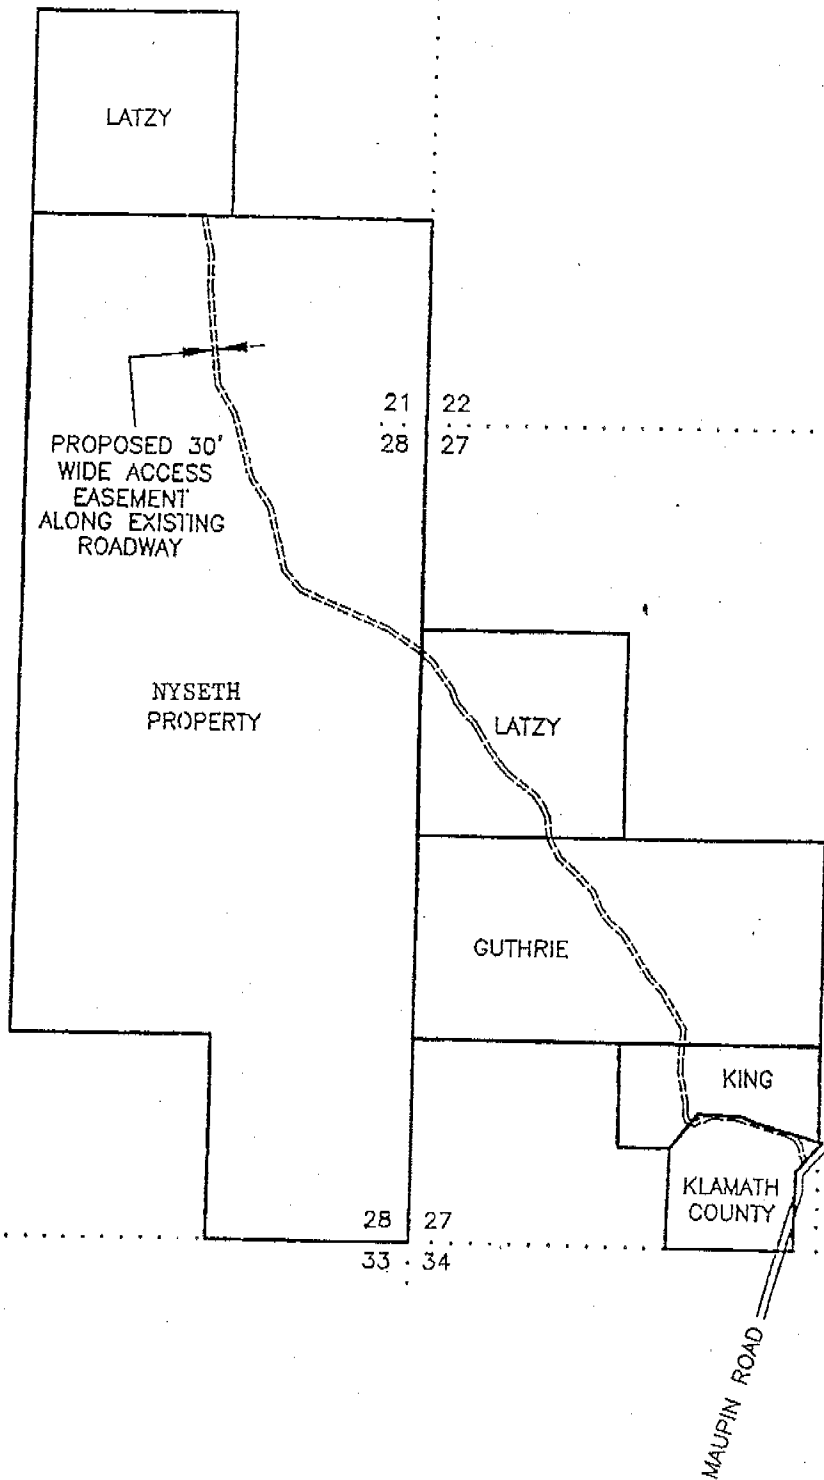 LATZY
21 22
28 27
PROPOSED 30'
WIDE ACCESS
EASEMENT
ALONG EXISTING
ROADWAY
NYSETH
PROPERTY
LATZY
GUTHRIE
KING
KLAMATH
COUNTY
28 27
33 34
MAUPIN ROAD